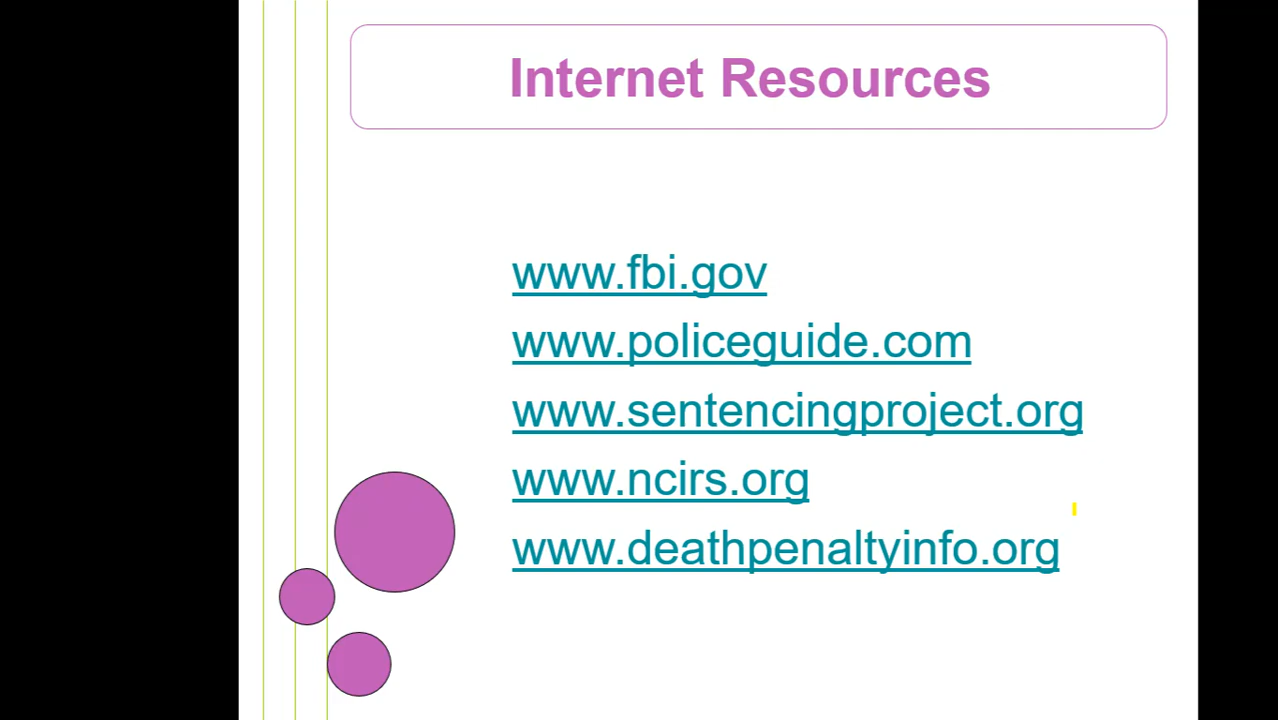 Internet Resources
www.fbi.gov
www.policeguide.com
www.sentencingproject.org
www.ncirs.org
www.deathpenaltyinfo.org